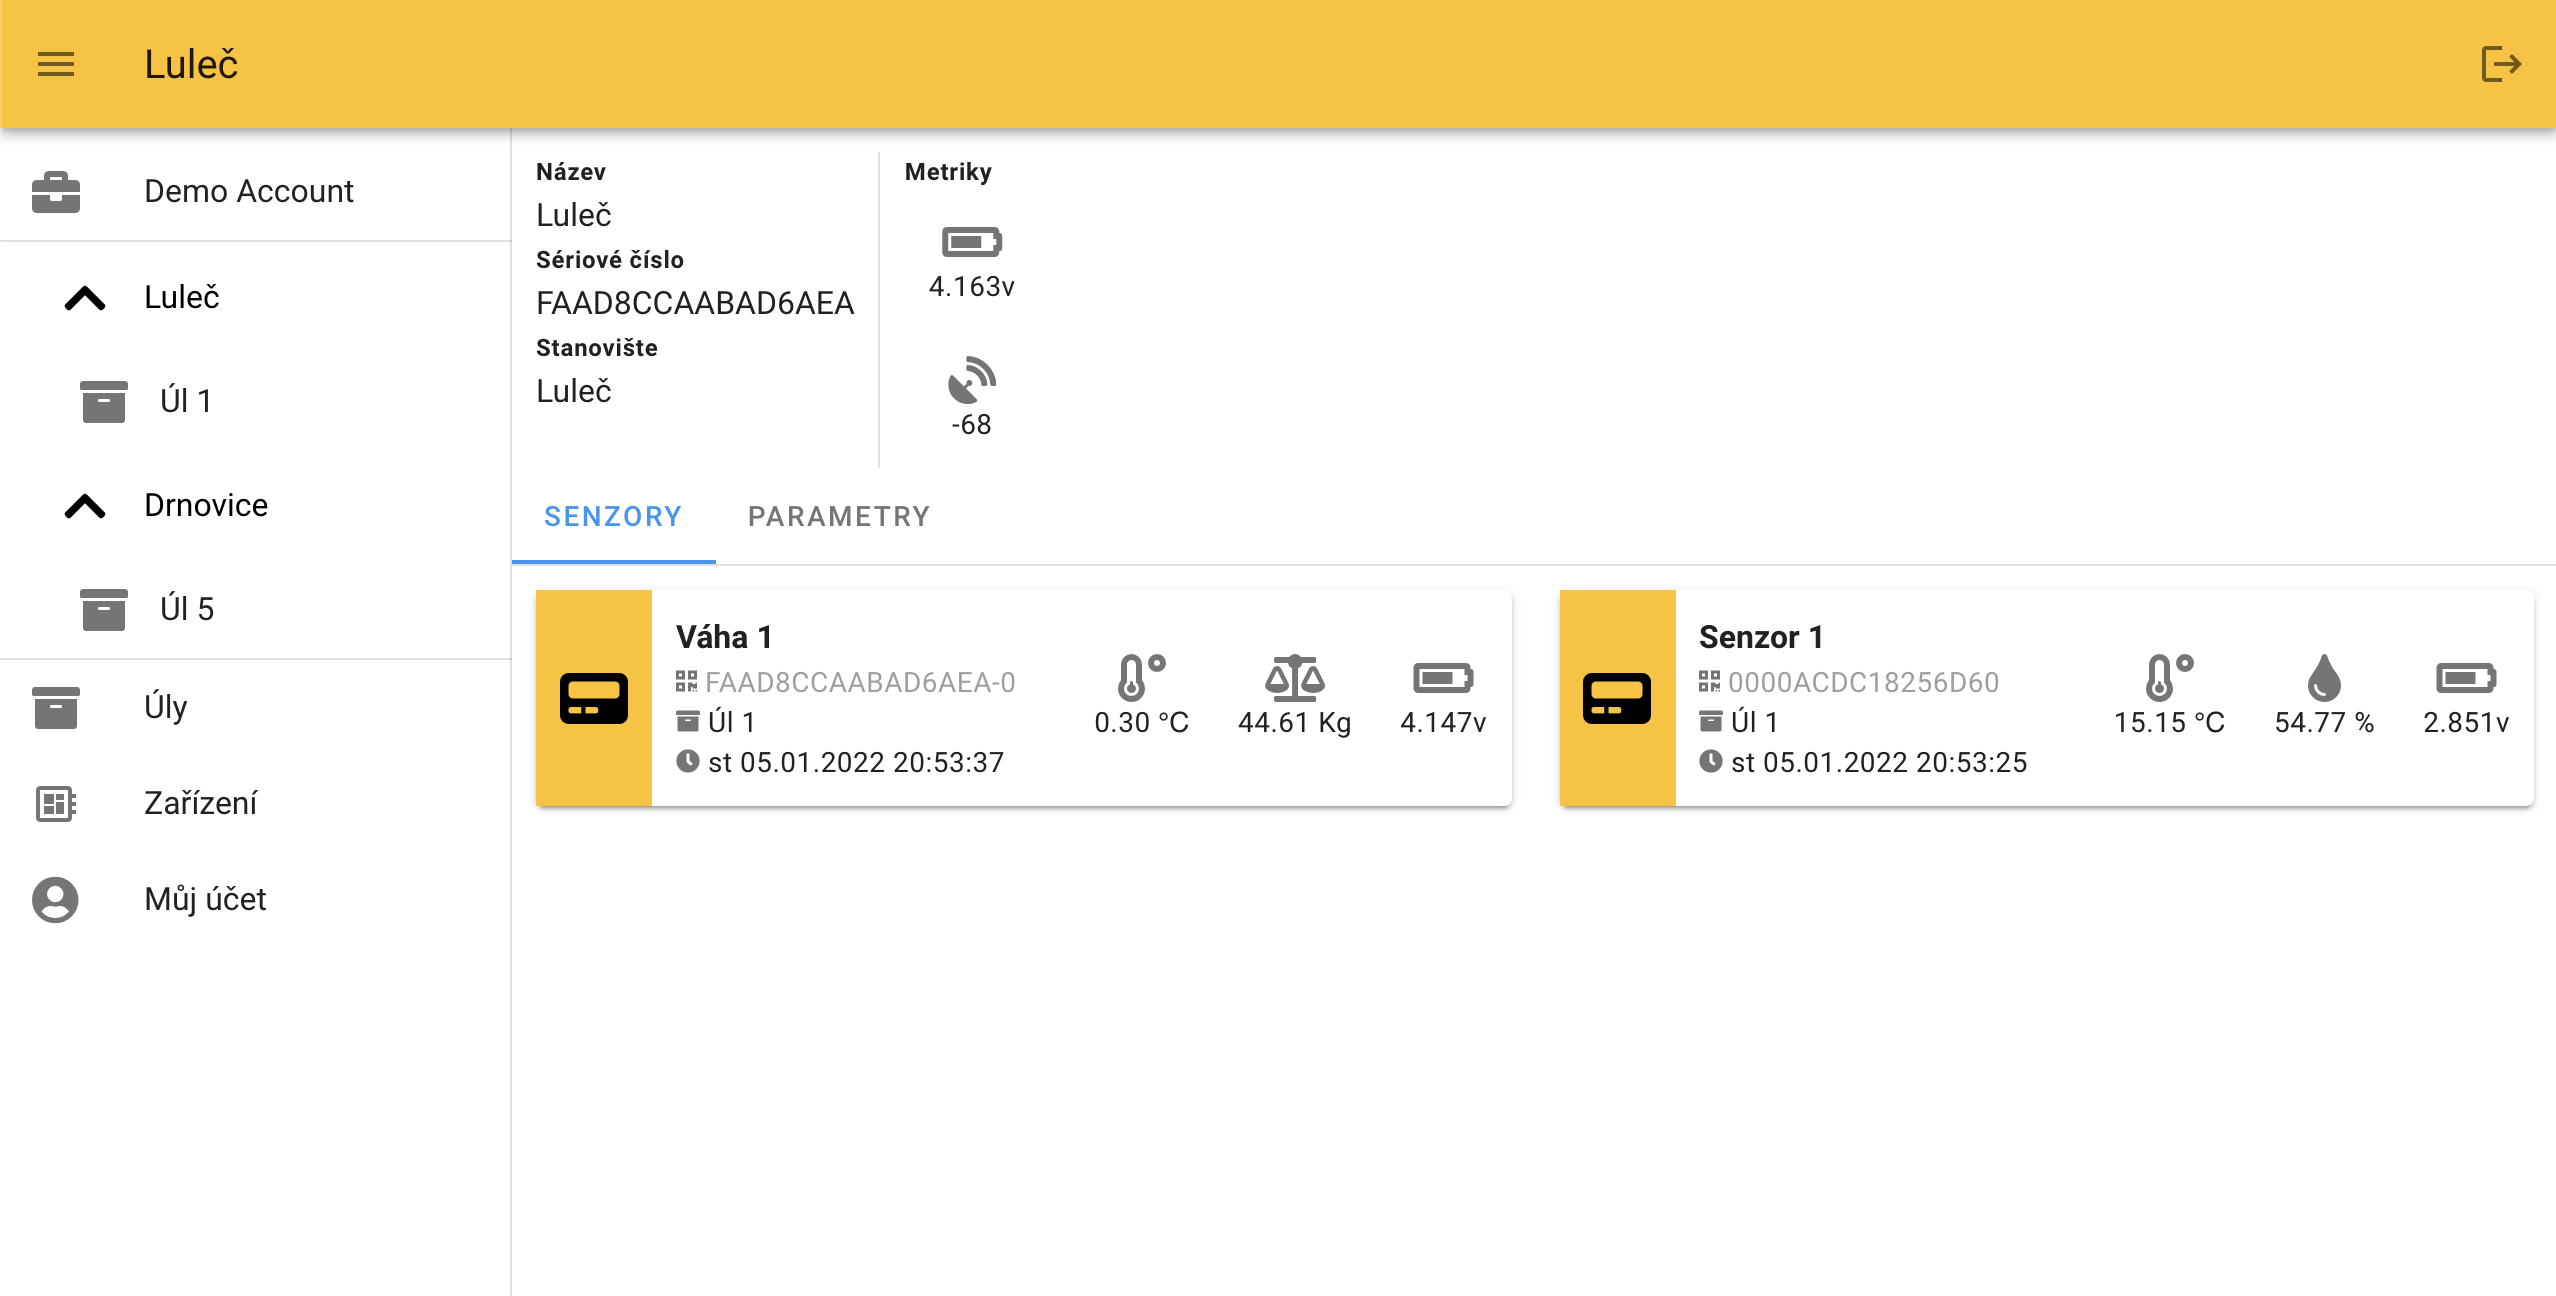 Luleč
Demo Account
Luleč
Úl 1
Drnovice
Úl 5
Úly
Zařízení
Můj účet
Název
Luleč
Sériové číslo
FAAD8CCAABAD6AEA
Stanoviště
Luleč
Metriky
4.163v
-68
SENZORY PARAMETRY
Váha 1
FAAD8CCAABAD6AEA-0
Úl 1
st 05.01.2022 20:53:37
0.30 °C 44.61 Kg 4.147v
Senzor 1
0000ACDC18256D60
Úl 1
st 05.01.2022 20:53:25
15.15 °C 54.77 % 2.851v